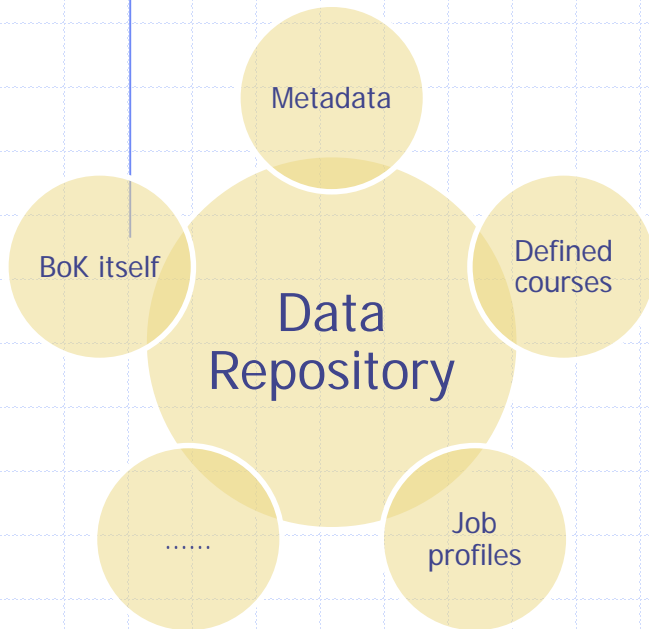 Metadata
BoK itself
Defined
courses
Data
Repository
......
Job
profiles